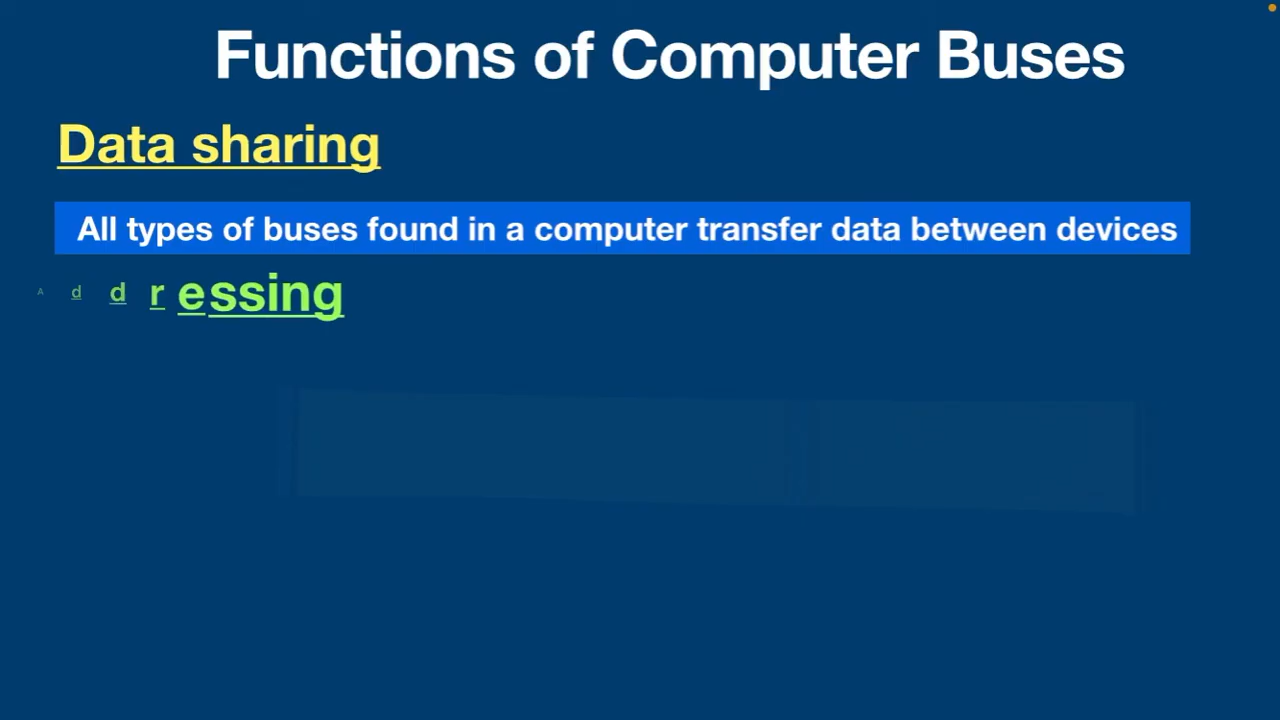 Functions of Computer Buses
Data sharing
All types of buses found in a computer transfer data between devices
Addressing